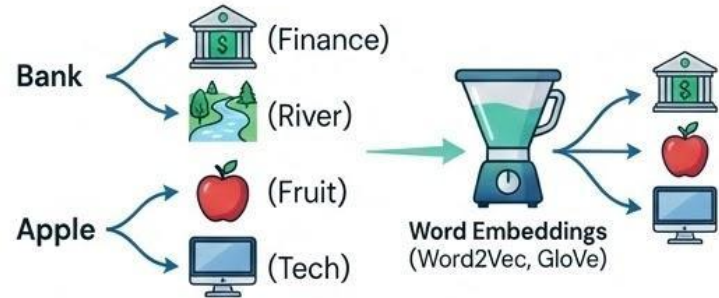 Bank
(Finance)
(River)
Apple
(Fruit)
(Tech)
Word Embeddings
(Word2Vec, GloVe)